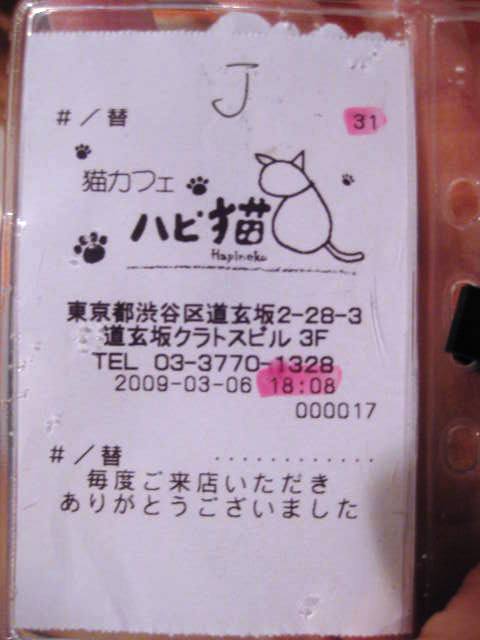 J
#／替 31
猫カフェ
ハピ猫
Hapineko
東京都渋谷区道玄坂2-28-3
道玄坂クラトスビル 3F
TEL 03-3770-1328
2009-03-06 18:08
000017
#／替 ............
毎度ご来店いただき
ありがとうございました